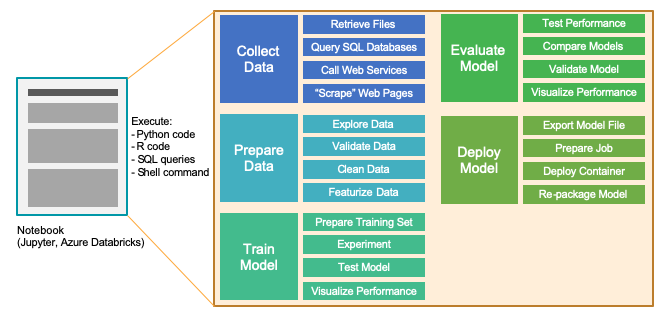 Notebook
(Jupyter, Azure Databricks)
Execute:
- Python code
- R code
- SQL queries
- Shell command
Collect
Data
Retrieve Files
Query SQL Databases
Call Web Services
“Scrape” Web Pages
Prepare
Data
Explore Data
Validate Data
Clean Data
Featurize Data
Train
Model
Prepare Training Set
Experiment
Test Model
Visualize Performance
Evaluate
Model
Test Performance
Compare Models
Validate Model
Visualize Performance
Deploy
Model
Export Model File
Prepare Job
Deploy Container
Re-package Model